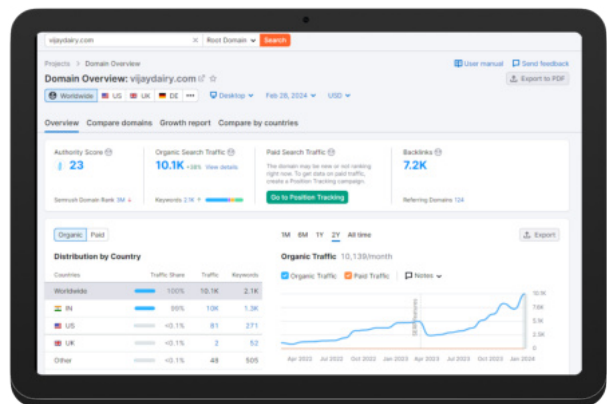 vijaydairy.com × Root Domain Search
Projects > Domain Overview
User manual Send feedback
Domain Overview: vijaydairy.com
Export to PDF
Worldwide US UK DE ••• Desktop Feb 28, 2024 USD
Overview Compare domains Growth report Compare by countries
Authority Score
23
Semrush Domain Rank 3M ↓
Organic Search Traffic
10.1K +38% View details
Keywords 2.1K ↑
Paid Search Traffic
The domain may be new or not ranking
right now. To get data on paid traffic,
create a Position Tracking campaign.
Go to Position Tracking
Backlinks
7.2K
Referring Domains 124
Organic Paid
1M 6M 1Y 2Y All time
Export
Distribution by Country
Countries Traffic Share Traffic Keywords
Worldwide 100% 10.1K 2.1K
IN 99% 10K 1.3K
US <0.1% 81 271
UK <0.1% 2 52
Other <0.1% 48 505
Organic Traffic 10,139/month
Organic Traffic Paid Traffic Notes
10.1K
7.6K
5.1K
2.5K
0
SERP features
Apr 2022 Jul 2022 Oct 2022 Jan 2023 Apr 2023 Jul 2023 Oct 2023 Jan 2024